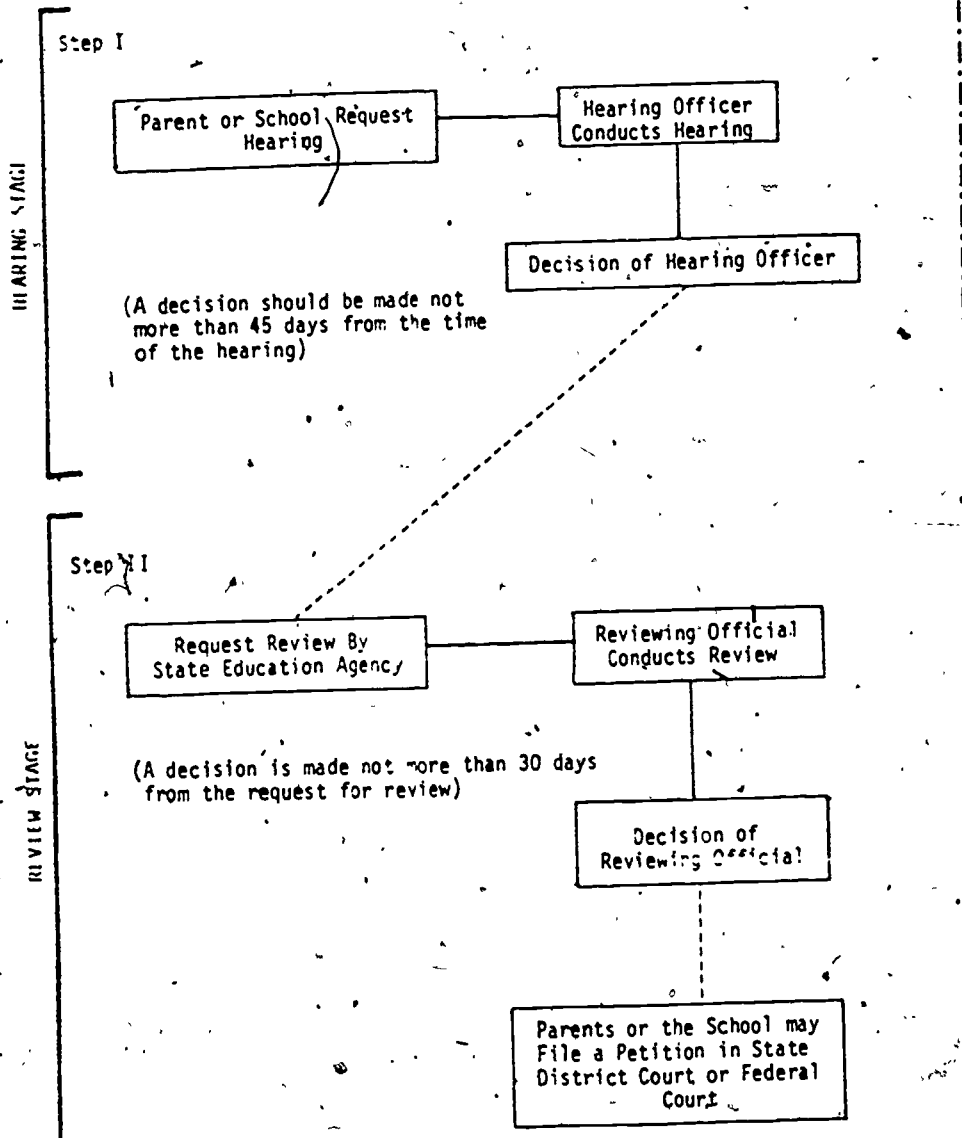 Step I
Parent or School Request
Hearing
Hearing Officer
Conducts Hearing
Decision of Hearing Officer
(A decision should be made not
more than 45 days from the time
of the hearing)
HEARING STAGE
Step II
Request Review By
State Education Agency
Reviewing Official
Conducts Review
(A decision is made not more than 30 days
from the request for review)
REVIEW STAGE
Decision of
Reviewing Official
Parents or the School may
File a Petition in State
District Court or Federal
Court